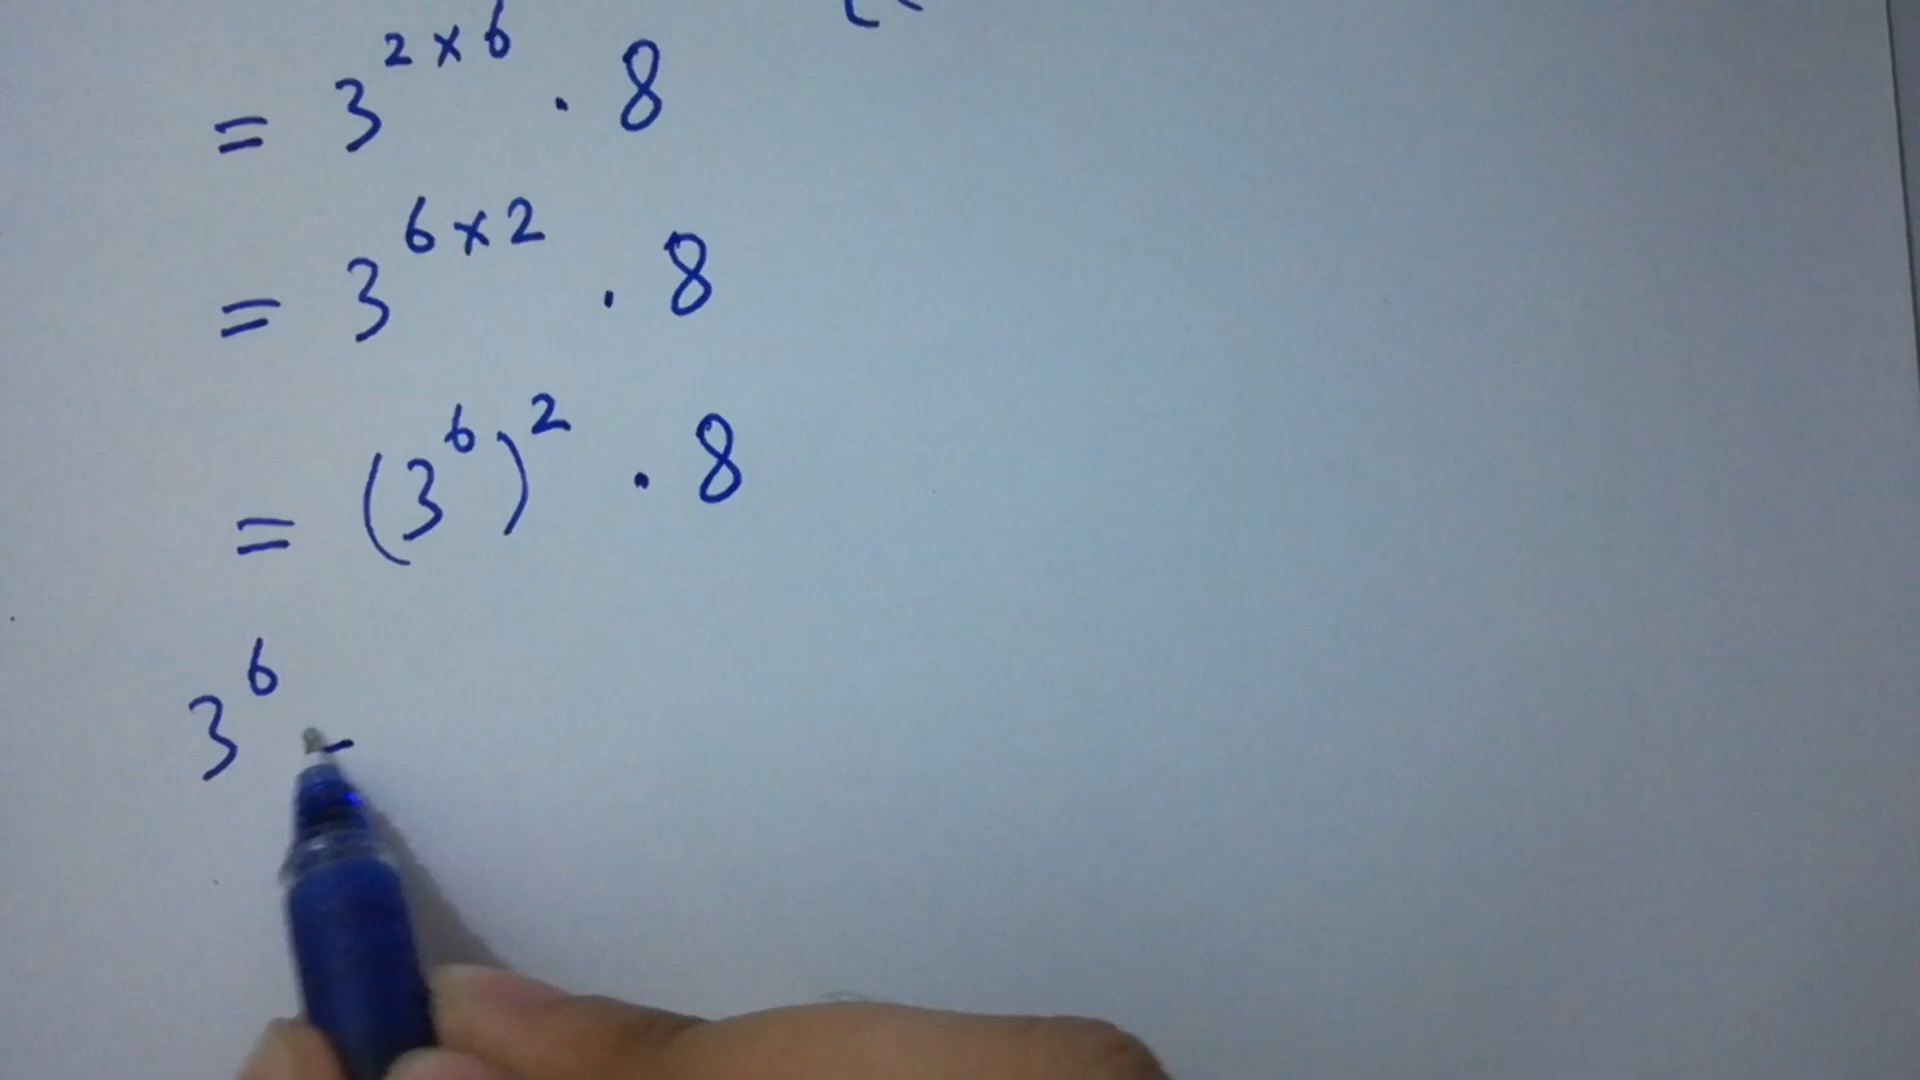 = 3^{2×6} · 8
= 3^{6×2} · 8
= (3^6)^2 · 8
3^6 -